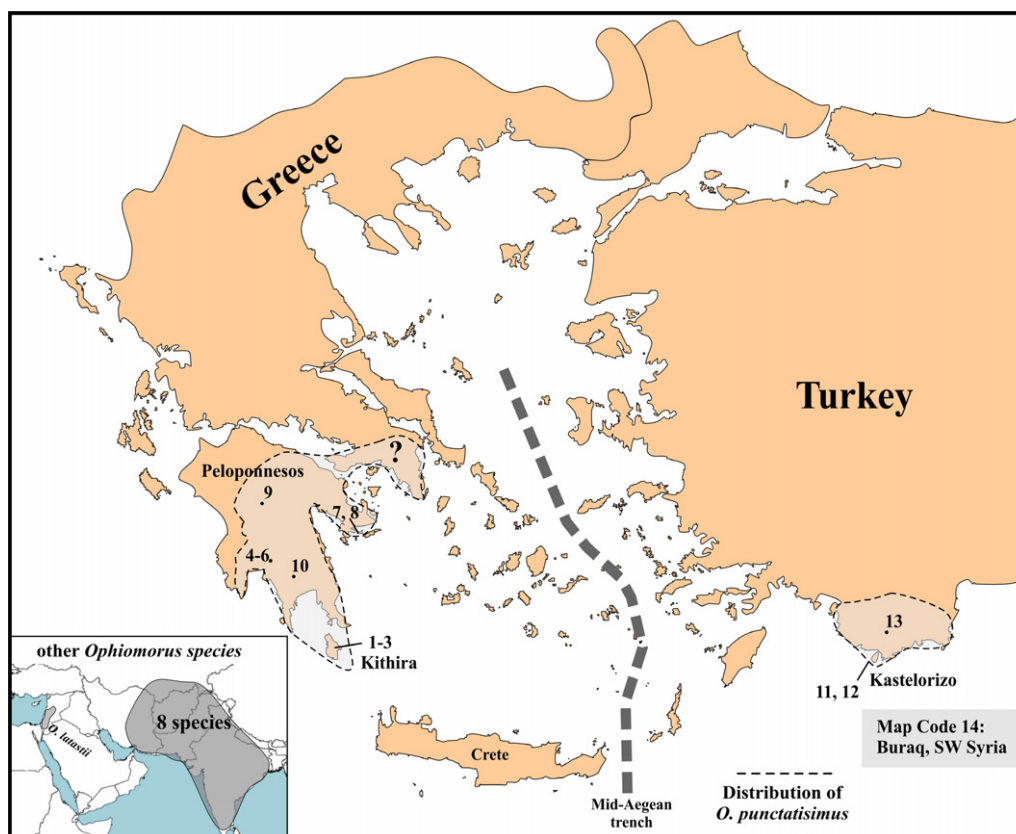 Greece
Turkey
?
Peloponnesos
9
7, 8
4-6
10
1-3
Kithira
13
11, 12
Kastelorizo
other Ophiomorus species
8 species
O. latastii
Crete
Mid-Aegean
trench
Map Code 14:
Buraq, SW Syria
Distribution of
O. punctatisimus